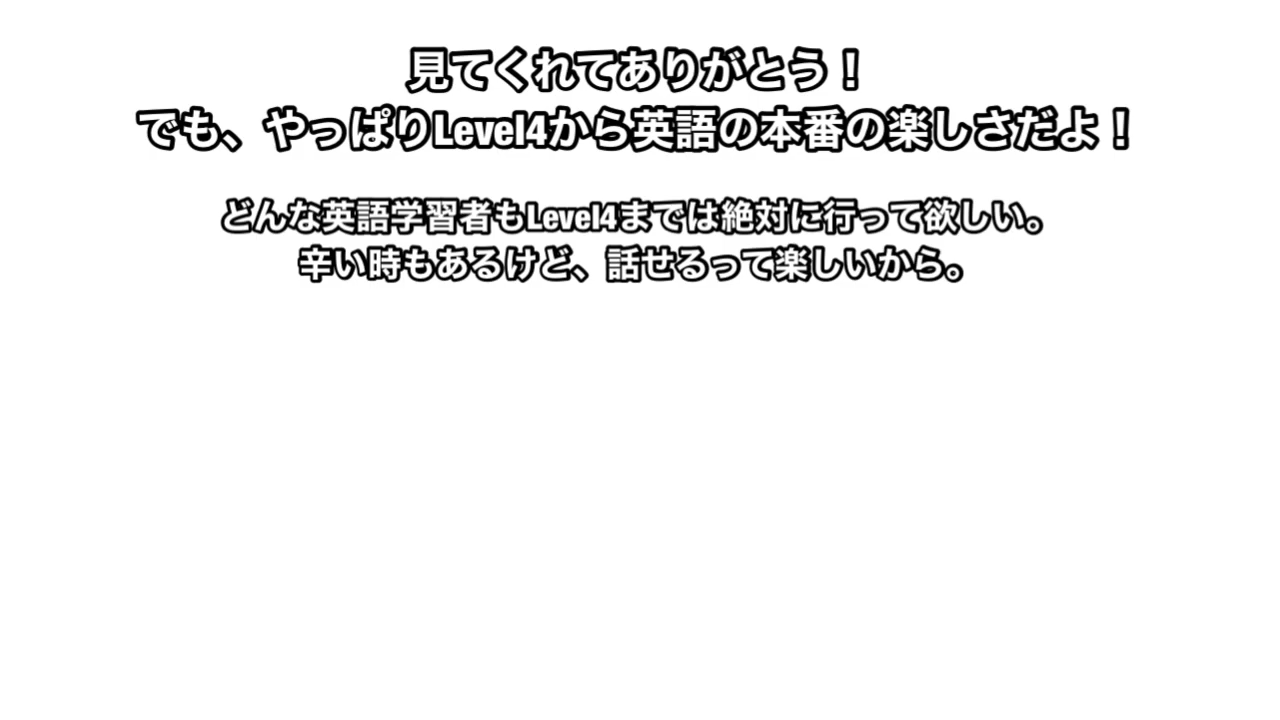 見てくれてありがとう！
でも、やっぱりLevel4から英語の本番の楽しさだよ！
どんな英語学習者もLevel4までは絶対に行って欲しい。
辛い時もあるけど、話せるって楽しいから。